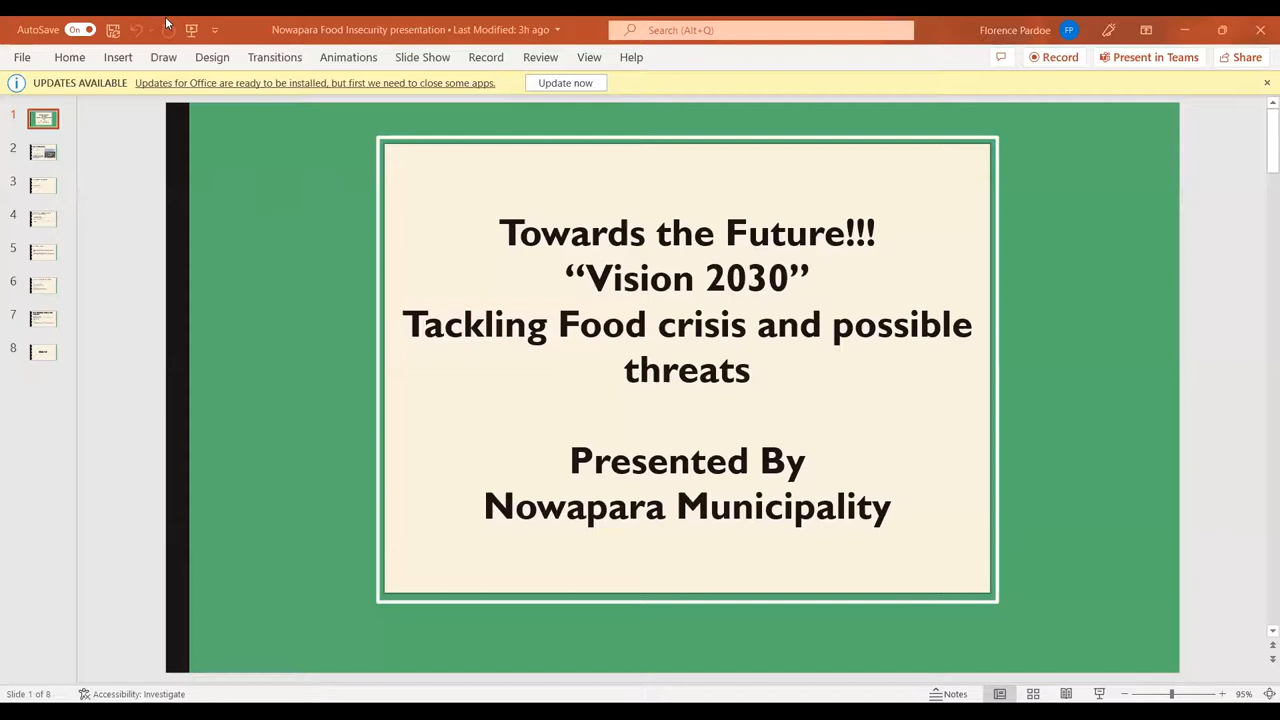 AutoSave On
Nowapara Food Insecurity presentation • Last Modified: 3h ago
Search (Alt+Q)
Florence Pardoe FP
File Home Insert Draw Design Transitions Animations Slide Show Record Review View Help
Record Present in Teams Share
UPDATES AVAILABLE Updates for Office are ready to be installed, but first we need to close some apps. Update now
1
2
3
4
5
6
7
8
Towards the Future!!!
“Vision 2030”
Tackling Food crisis and possible
threats
Presented By
Nowapara Municipality
Slide 1 of 8 Accessibility: Investigate Notes 95%